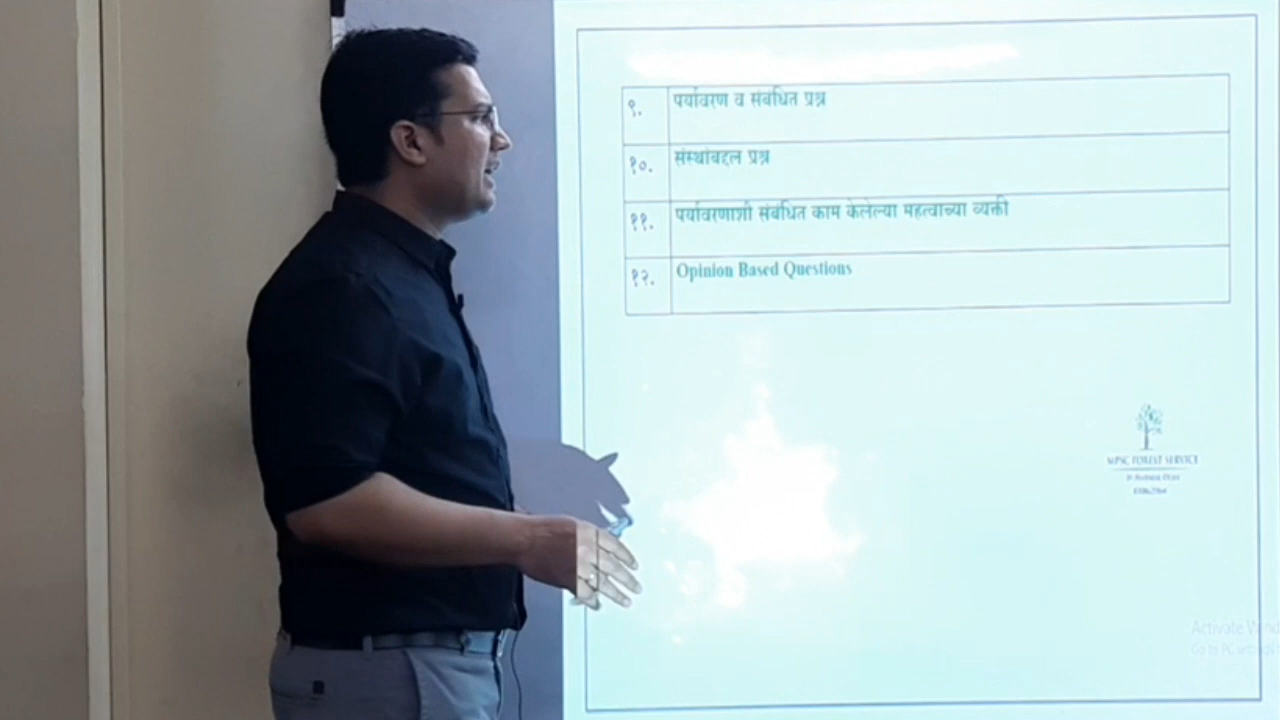 ९. पर्यावरण व संबंधित प्रश्न
१०. संस्थांबद्दल प्रश्न
११. पर्यावरणाशी संबंधित काम केलेल्या महत्वाच्या व्यक्ती
१२. Opinion Based Questions
MPSC FOREST SERVICE
Activate Wind
Go to PC settings